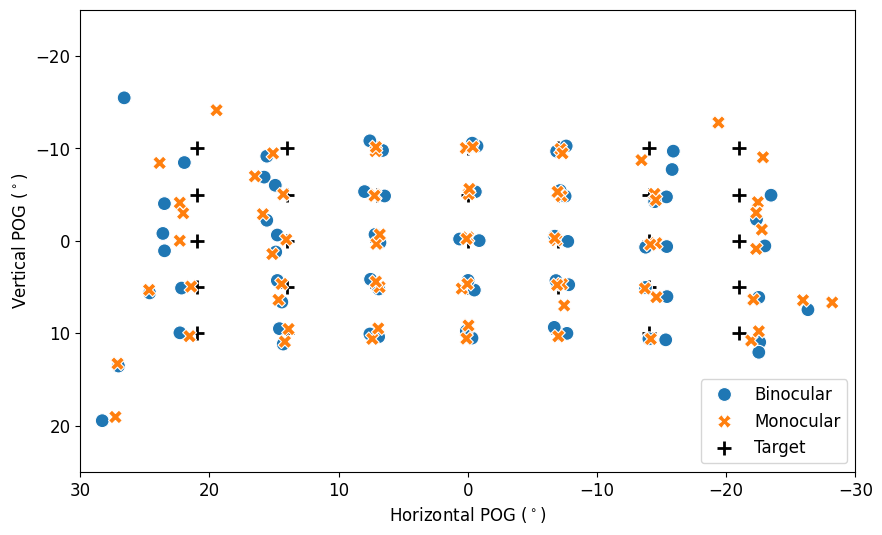 −20
−10
0
10
20
30
20
10
0
−10
−20
−30
Vertical POG (°)
Horizontal POG (°)
Binocular
Monocular
Target